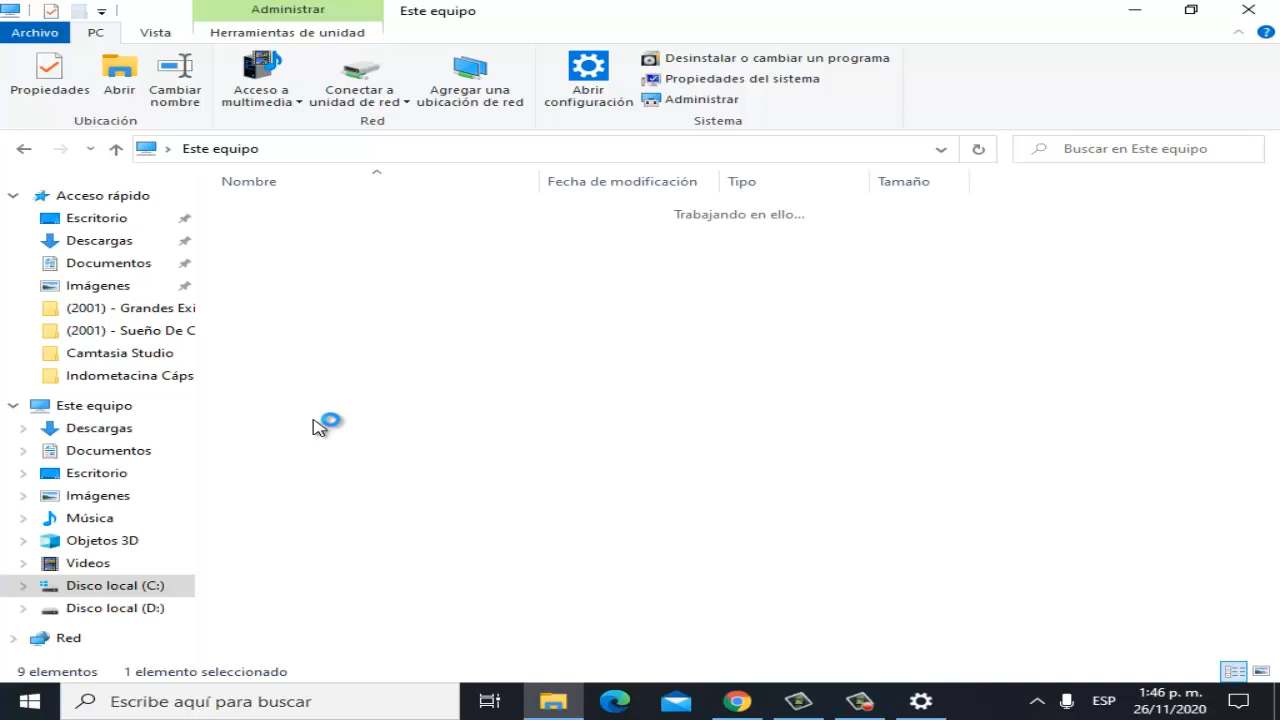 Administrar
Este equipo
Archivo
PC
Vista
Herramientas de unidad
Propiedades
Abrir
Cambiar
nombre
Acceso a
multimedia
Conectar a
unidad de red
Agregar una
ubicación de red
Abrir
configuración
Desinstalar o cambiar un programa
Propiedades del sistema
Administrar
Ubicación
Red
Sistema
Este equipo
Buscar en Este equipo
Nombre
Fecha de modificación
Tipo
Tamaño
Trabajando en ello...
Acceso rápido
Escritorio
Descargas
Documentos
Imágenes
(2001) - Grandes Exi
(2001) - Sueño De C
Camtasia Studio
Indometacina Cáps
Este equipo
Descargas
Documentos
Escritorio
Imágenes
Música
Objetos 3D
Videos
Disco local (C:)
Disco local (D:)
Red
9 elementos
1 elemento seleccionado
Escribe aquí para buscar
ESP
1:46 p. m.
26/11/2020